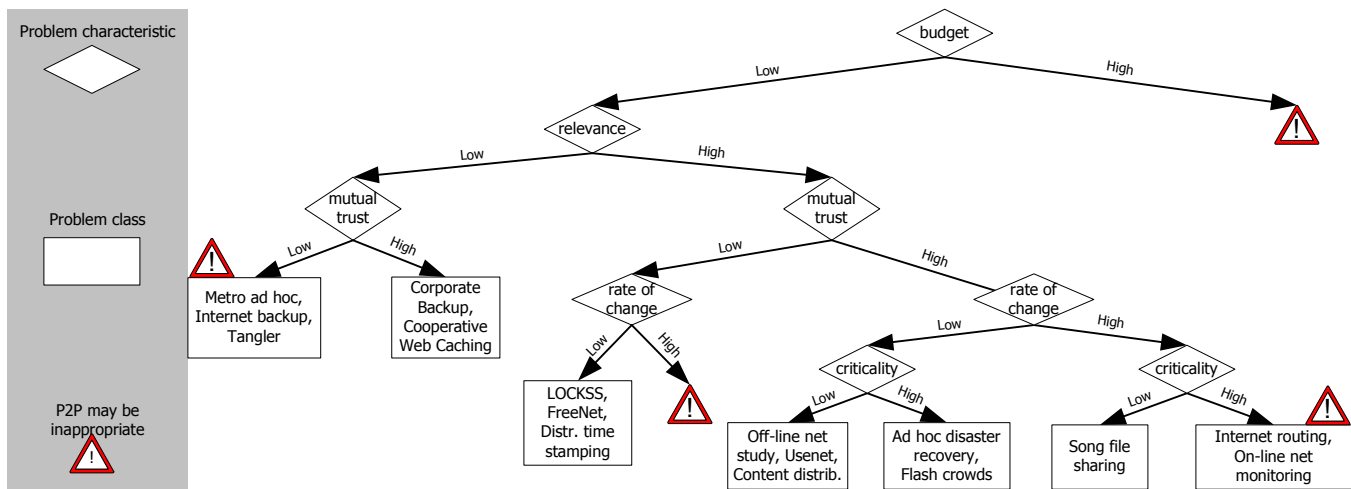 Problem characteristic
Problem class
P2P may be
inappropriate
!
budget
Low
High
!
relevance
Low
High
mutual
trust
Low
High
!
Metro ad hoc,
Internet backup,
Tangler
Corporate
Backup,
Cooperative
Web Caching
mutual
trust
Low
High
rate of
change
Low
High
LOCKSS,
FreeNet,
Distr. time
stamping
!
rate of
change
Low
High
criticality
Low
High
Off-line net
study, Usenet,
Content distrib.
Ad hoc disaster
recovery,
Flash crowds
criticality
Low
High
Song file
sharing
!
Internet routing,
On-line net
monitoring